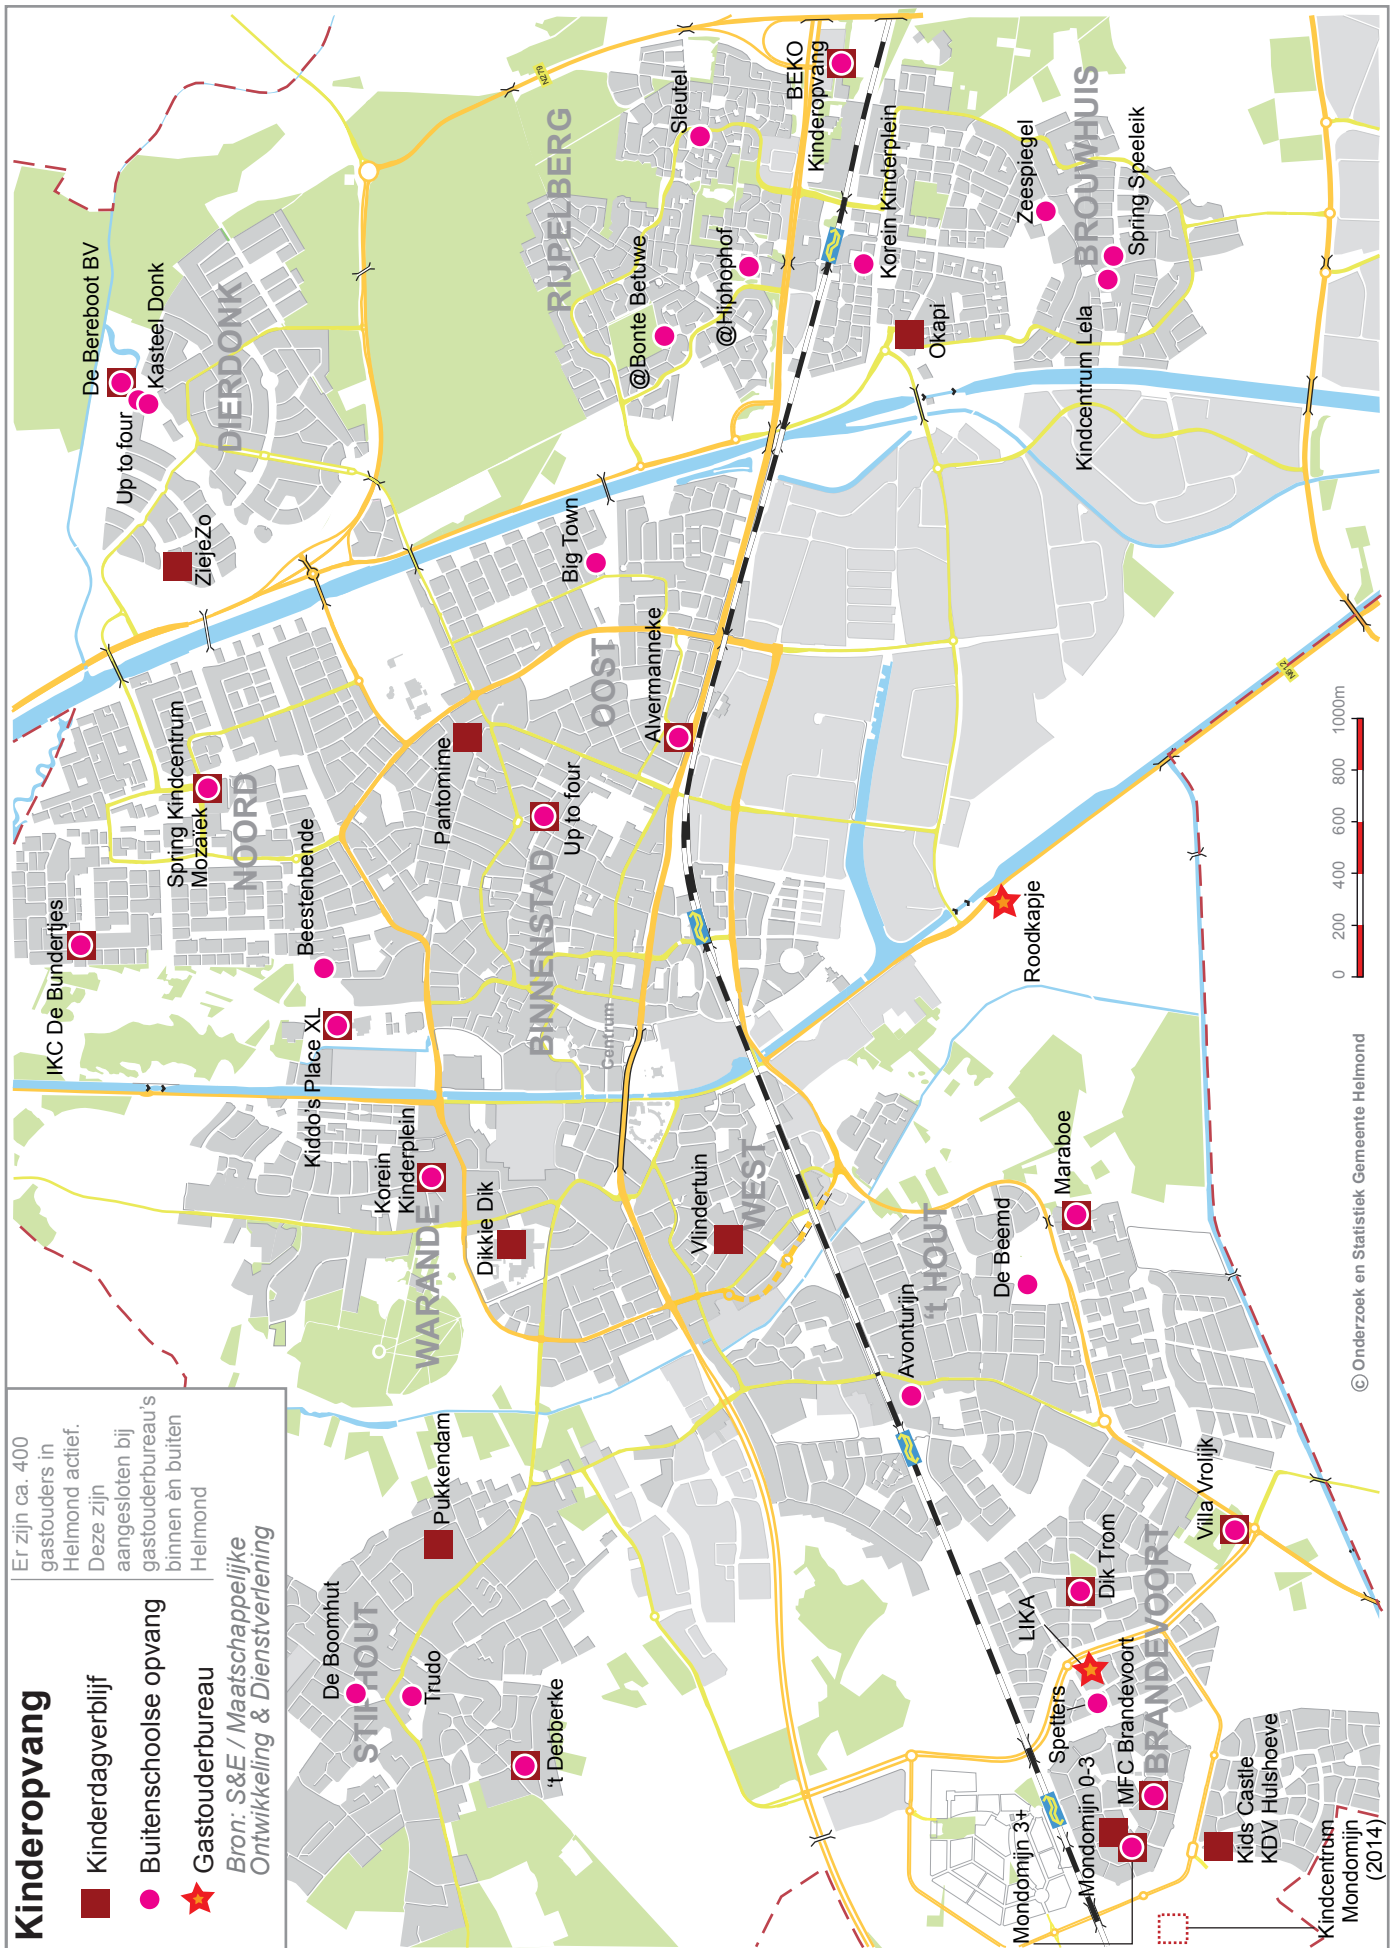 Kinderopvang
Kinderdagverblijf
Buitenschoolse opvang
Gastouderbureau
Bron: S&E / Maatschappelijke
Ontwikkeling & Dienstverlening
Er zijn ca. 400
gastouders in
Helmond actief.
Deze zijn
aangesloten bij
gastouderbureau's
binnen èn buiten
Helmond
STIPHOUT
De Boomhut
Trudo
Pukkendam
't Debberke
WARANDE
Dikkie Dik
Korein
Kinderplein
Kiddo's Place XL
IKC De Bundertjes
Beestenbende
NOORD
Spring Kindcentrum
Mozaïek
ZiejeZo
Up to four
De Bereboot BV
Kasteel Donk
DIERDONK
N279
RIJPELBERG
@Bonte Betuwe
@Hiphophof
Sleutel
BEKO
Kinderopvang
Korein Kinderplein
Okapi
Zeespiegel
BROUWHUIS
Spring Speeleik
Kindcentrum Lela
Big Town
OOST
Alvermanneke
Pantomime
Up to four
BINNENSTAD
Centrum
WEST
Vlindertuin
Roodkapje
N612
't HOUT
De Beemd
Maraboe
Avonturijn
Villa Vrolijk
Dik Trom
LIKA
BRANDEVOORT
Spetters
MFC Brandevoort
Mondomijn 0-3
Mondomijn 3+
Kids Castle
KDV Hulshoeve
Kindcentrum
Mondomijn
(2014)
0 200 400 600 800 1000m
© Onderzoek en Statistiek Gemeente Helmond